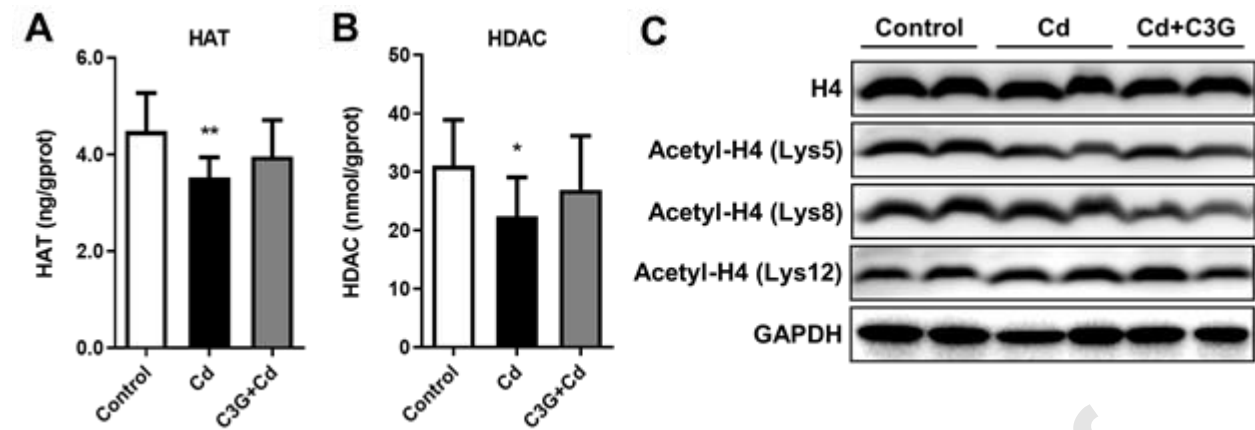 A
HAT
HAT (ng/gprot)
6.0
4.0
2.0
0.0
**
Control
Cd
C3G+Cd
B
HDAC
HDAC (nmol/gprot)
50
40
30
20
10
0
*
Control
Cd
C3G+Cd
C
Control Cd Cd+C3G
H4
Acetyl-H4 (Lys5)
Acetyl-H4 (Lys8)
Acetyl-H4 (Lys12)
GAPDH